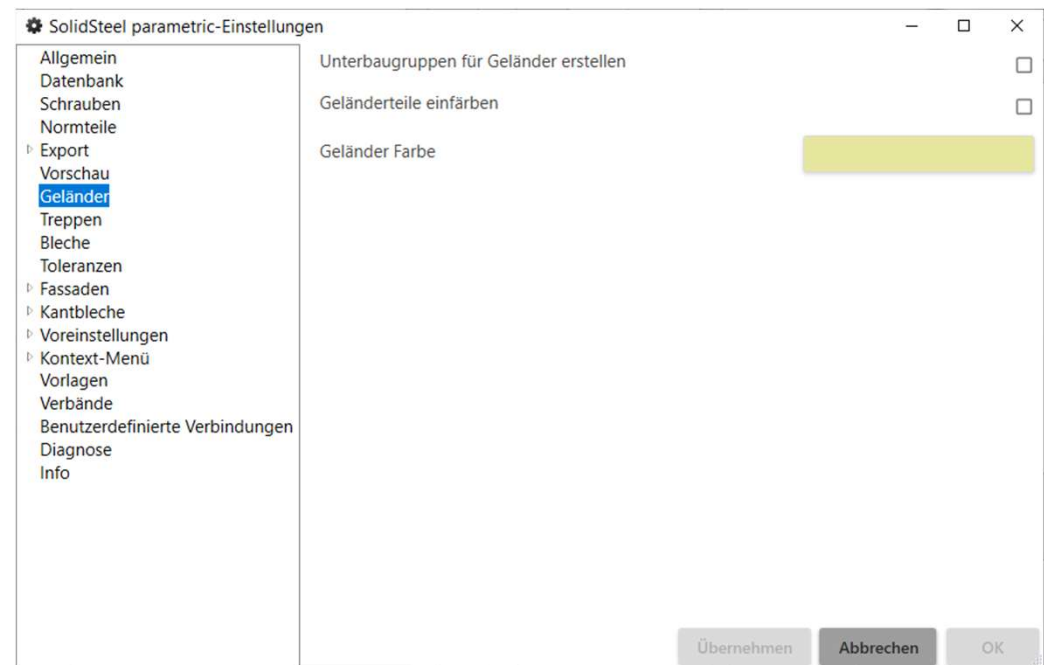 SolidSteel parametric-Einstellungen
Allgemein
Datenbank
Schrauben
Normteile
Export
Vorschau
Geländer
Treppen
Bleche
Toleranzen
Fassaden
Kantbleche
Voreinstellungen
Kontext-Menü
Vorlagen
Verbände
Benutzerdefinierte Verbindungen
Diagnose
Info
Unterbaugruppen für Geländer erstellen
Geländerteile einfärben
Geländer Farbe
Übernehmen Abbrechen OK